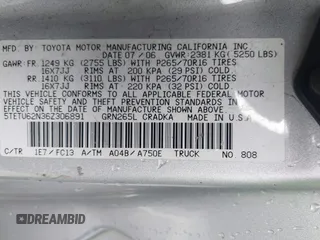 MFD BY: TOYOTA MOTOR MANUFACTURING CALIFORNIA INC
DATE 07/06 GVWR: 2381 KG( 5250 LBS)
GAWR: FR. 1249 KG (2755 LBS) WITH P265/70R16 TIRES
16X7JJ RIMS AT 200 KPA (29 PSI) COLD
RR. 1410 KG (3110 LBS) WITH P265/70R16 TIRES
16X7JJ RIMS AT 220 KPA (32 PSI) COLD
THIS VEHICLE CONFORMS TO ALL APPLICABLE FEDERAL MOTOR
VEHICLE SAFETY STANDARDS IN EFFECT ON THE DATE OF
MANUFACTURE SHOWN ABOVE.
5TETU62N36Z306891 GRN265L CRADKA MADE IN U.S.A
C/TR 1E7/FC13 A/TM A04B/A750E TRUCK NO. 808
IDREAMBID